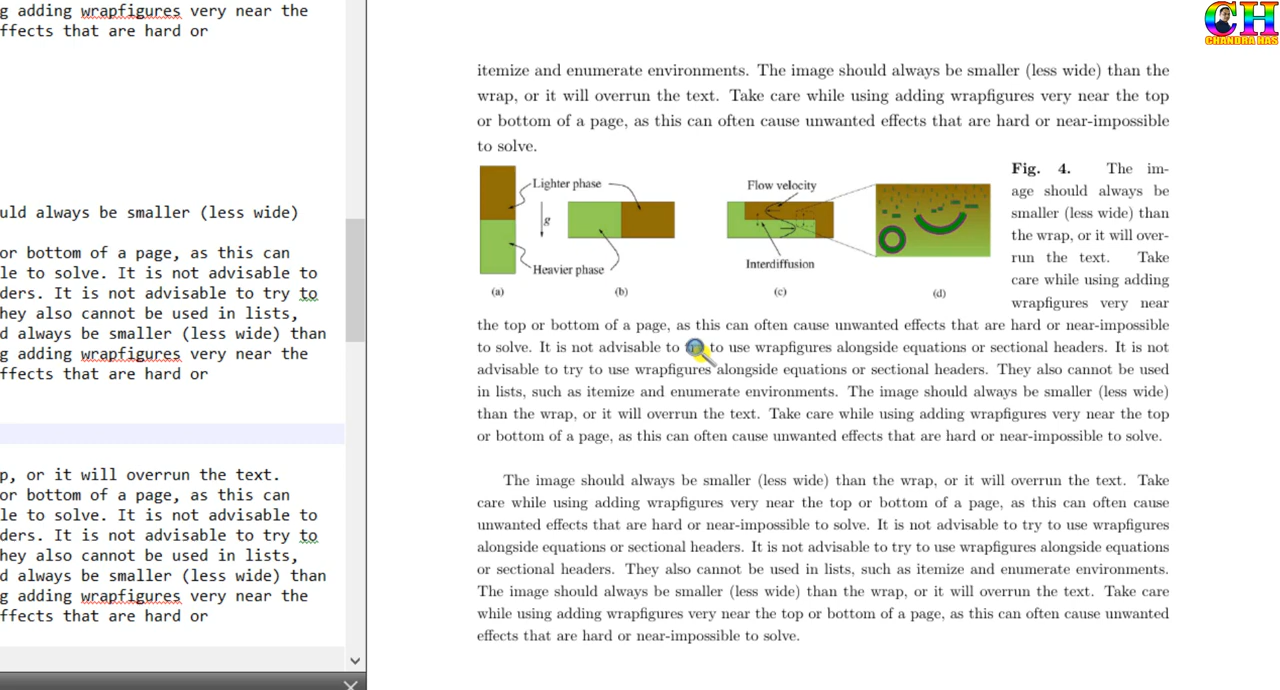 g adding wrapfigures very near the
ffects that are hard or
uld always be smaller (less wide)
or bottom of a page, as this can
le to solve. It is not advisable to
ders. It is not advisable to try to
hey also cannot be used in lists,
d always be smaller (less wide) than
g adding wrapfigures very near the
ffects that are hard or
p, or it will overrun the text.
or bottom of a page, as this can
le to solve. It is not advisable to
ders. It is not advisable to try to
hey also cannot be used in lists,
d always be smaller (less wide) than
g adding wrapfigures very near the
ffects that are hard or
CH
CHANDRA HAS
itemize and enumerate environments. The image should always be smaller (less wide) than the
wrap, or it will overrun the text. Take care while using adding wrapfigures very near the top
or bottom of a page, as this can often cause unwanted effects that are hard or near-impossible
to solve.
Lighter phase
g
Heavier phase
Flow velocity
Interdiffusion
(a)
(b)
(c)
(d)
Fig. 4. The im-
age should always be
smaller (less wide) than
the wrap, or it will over-
run the text. Take
care while using adding
wrapfigures very near
the top or bottom of a page, as this can often cause unwanted effects that are hard or near-impossible
to solve. It is not advisable to to use wrapfigures alongside equations or sectional headers. It is not
advisable to try to use wrapfigures alongside equations or sectional headers. They also cannot be used
in lists, such as itemize and enumerate environments. The image should always be smaller (less wide)
than the wrap, or it will overrun the text. Take care while using adding wrapfigures very near the top
or bottom of a page, as this can often cause unwanted effects that are hard or near-impossible to solve.
The image should always be smaller (less wide) than the wrap, or it will overrun the text. Take
care while using adding wrapfigures very near the top or bottom of a page, as this can often cause
unwanted effects that are hard or near-impossible to solve. It is not advisable to try to use wrapfigures
alongside equations or sectional headers. It is not advisable to try to use wrapfigures alongside equations
or sectional headers. They also cannot be used in lists, such as itemize and enumerate environments.
The image should always be smaller (less wide) than the wrap, or it will overrun the text. Take care
while using adding wrapfigures very near the top or bottom of a page, as this can often cause unwanted
effects that are hard or near-impossible to solve.